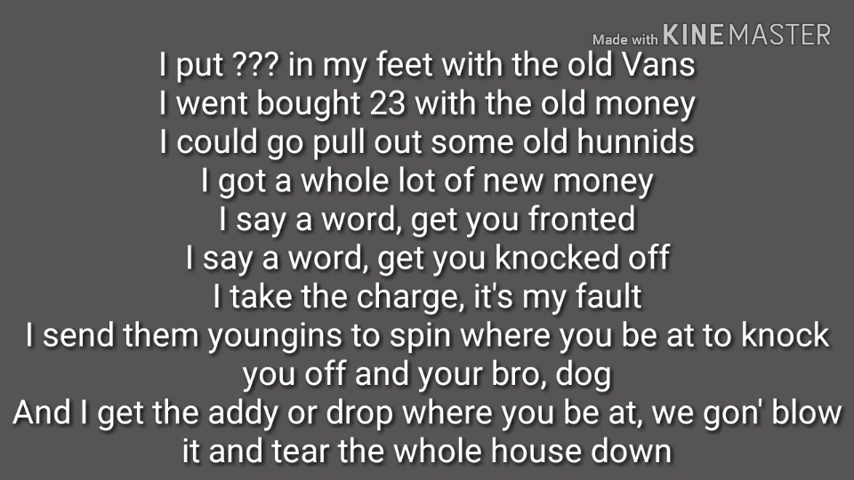 Made with KINEMASTER
I put ??? in my feet with the old Vans
I went bought 23 with the old money
I could go pull out some old hunnids
I got a whole lot of new money
I say a word, get you fronted
I say a word, get you knocked off
I take the charge, it's my fault
I send them youngins to spin where you be at to knock
you off and your bro, dog
And I get the addy or drop where you be at, we gon' blow
it and tear the whole house down